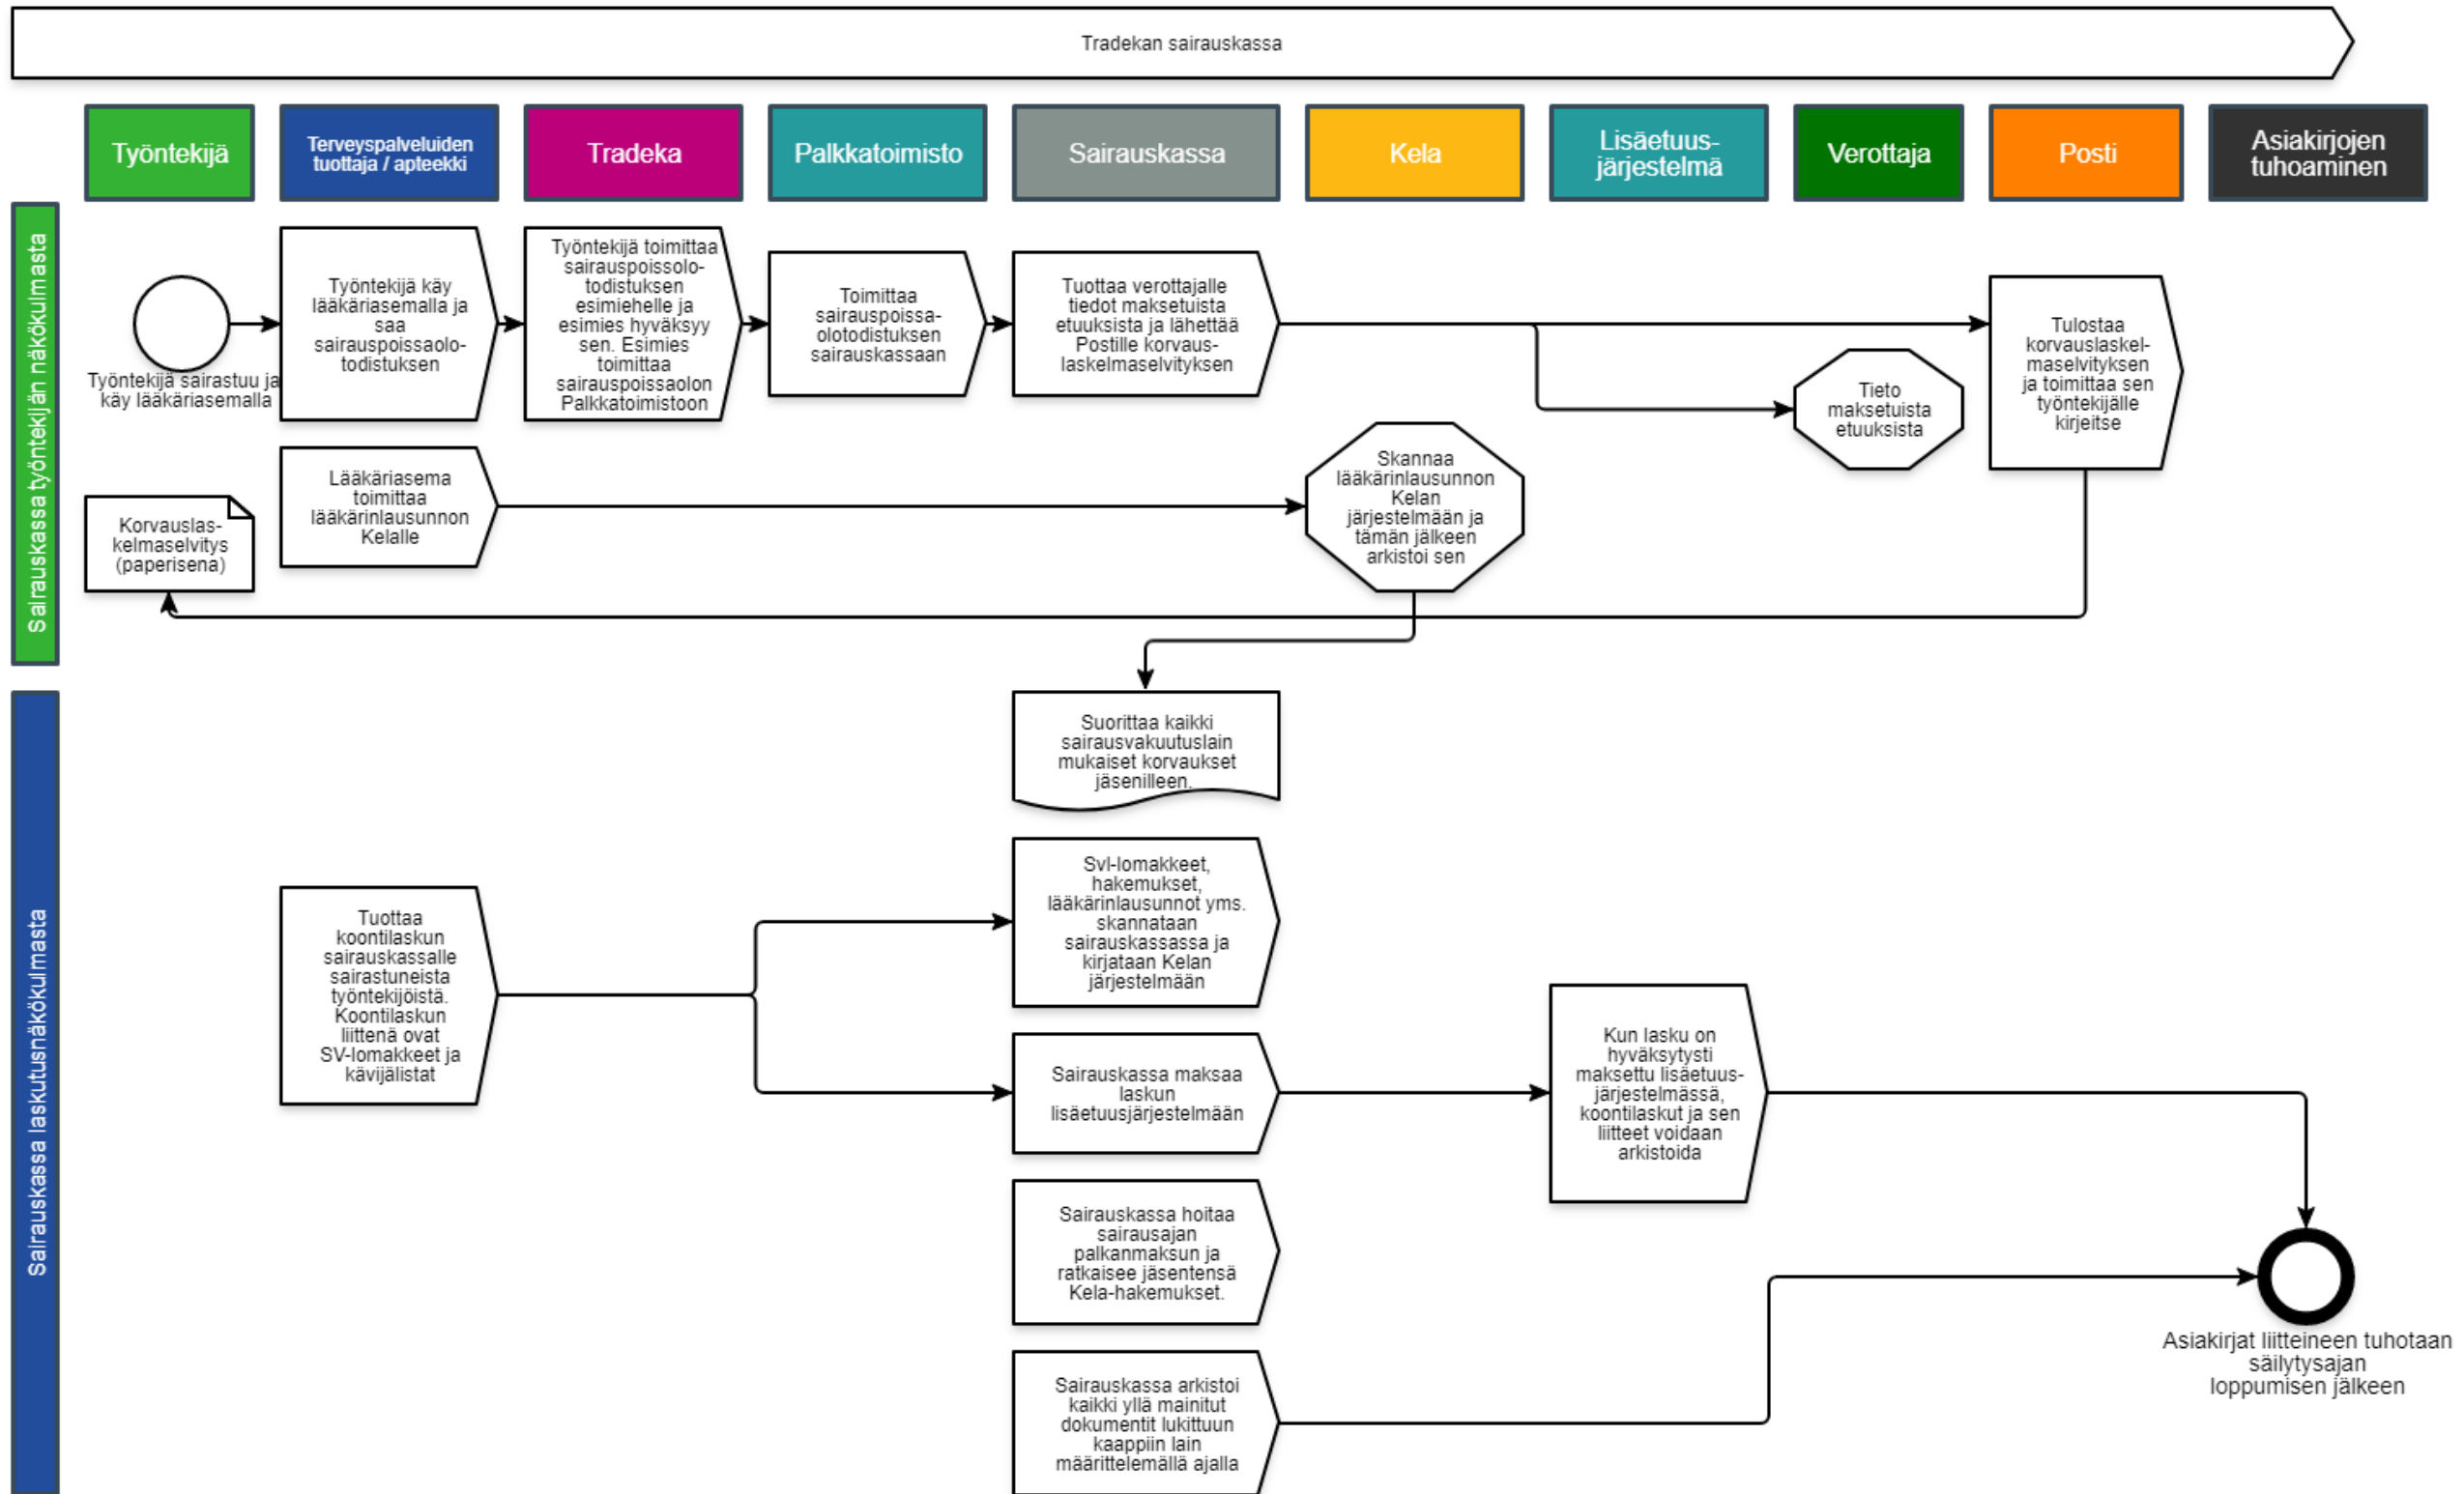 Tradekan sairauskassa
Työntekijä
Terveyspalveluiden
tuottaja / apteekki
Tradeka
Palkkatoimisto
Sairauskassa
Kela
Lisäetuus-
järjestelmä
Verottaja
Posti
Asiakirjojen
tuhoaminen
Sairauskassa työntekijän näkökulmasta
Työntekijä sairastuu ja
käy lääkäriasemalla
Työntekijä käy
lääkäriasemalla ja
saa
sairauspoissaolo-
todistuksen
Työntekijä toimittaa
sairauspoissolo-
todistuksen
esimiehelle ja
esimies hyväksyy
sen. Esimies
toimittaa
sairauspoissaolon
Palkkatoimistoon
Toimittaa
sairauspoissa-
olotodistuksen
sairauskassaan
Tuottaa verottajalle
tiedot maksetuista
etuuksista ja lähettää
Postille korvaus-
laskelmaselvityksen
Tieto
maksetuista
etuuksista
Tulostaa
korvauslaskel-
maselvityksen
ja toimittaa sen
työntekijälle
kirjeitse
Korvauslas-
kelmaselvitys
(paperisena)
Lääkäriasema
toimittaa
lääkärinlausunnon
Kelalle
Skannaa
lääkärinlausunnon
Kelan
järjestelmään ja
tämän jälkeen
arkistoi sen
Sairauskassa laskutusnäkökulmasta
Suorittaa kaikki
sairausvakuutuslain
mukaiset korvaukset
jäsenilleen.
Tuottaa
koontilaskun
sairauskassalle
sairastuneista
työntekijöistä.
Koontilaskun
liittenä ovat
SV-lomakkeet ja
kävijälistat
Svl-lomakkeet,
hakemukset,
lääkärinlausunnot yms.
skannataan
sairauskassassa ja
kirjataan Kelan
järjestelmään
Sairauskassa maksaa
laskun
lisäetuusjärjestelmään
Kun lasku on
hyväksytysti
maksettu lisäetuus-
järjestelmässä,
koontilaskut ja sen
liitteet voidaan
arkistoida
Sairauskassa hoitaa
sairausajan
palkanmaksun ja
ratkaisee jäsentensä
Kela-hakemukset.
Sairauskassa arkistoi
kaikki yllä mainitut
dokumentit lukittuun
kaappiin lain
määrittelemällä ajalla
Asiakirjat liitteineen tuhotaan
säilytysajan
loppumisen jälkeen